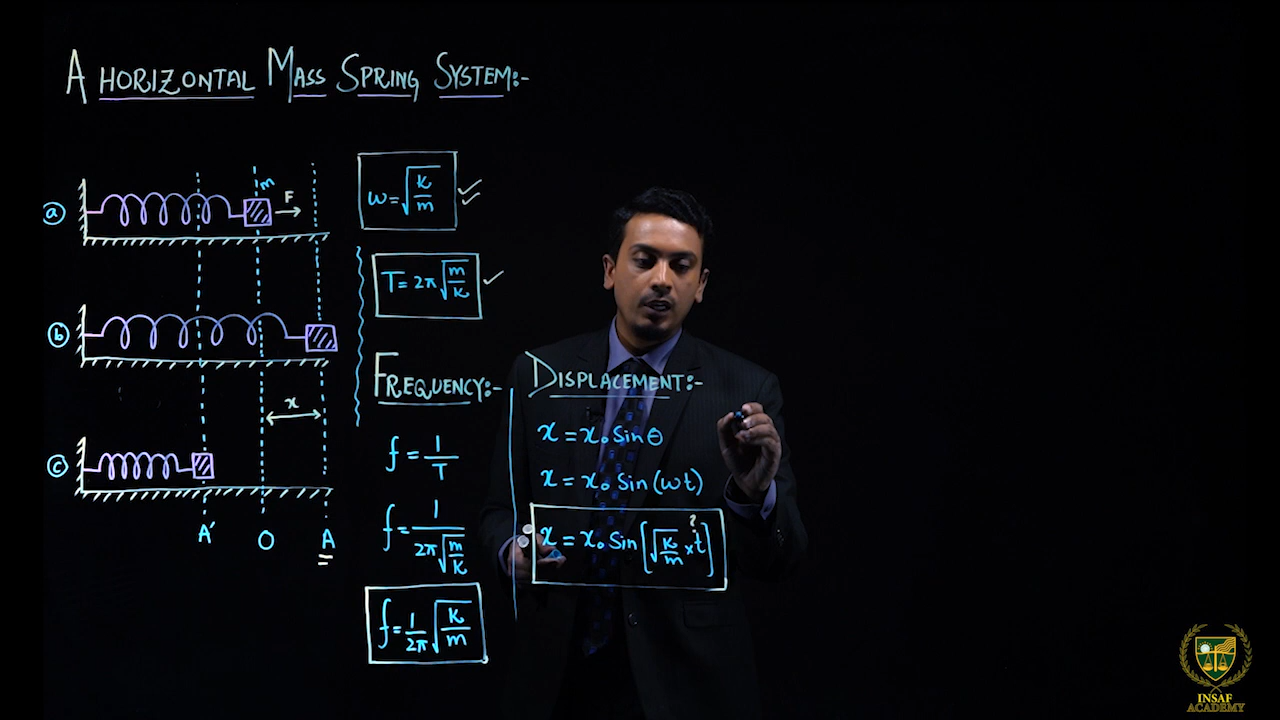 A HORIZONTAL MASS SPRING SYSTEM:-
a
m
F
b
x
c
A' O A
ω = √(k/m)
T = 2π √(m/k)
FREQUENCY:-
f = 1/T
f = 1/(2π√(m/k))
f = 1/2π √(k/m)
DISPLACEMENT:-
x = x₀ Sin θ
x = x₀ Sin (ωt)
?
x = x₀ Sin [√(k/m) × t]
INSAF
ACADEMY